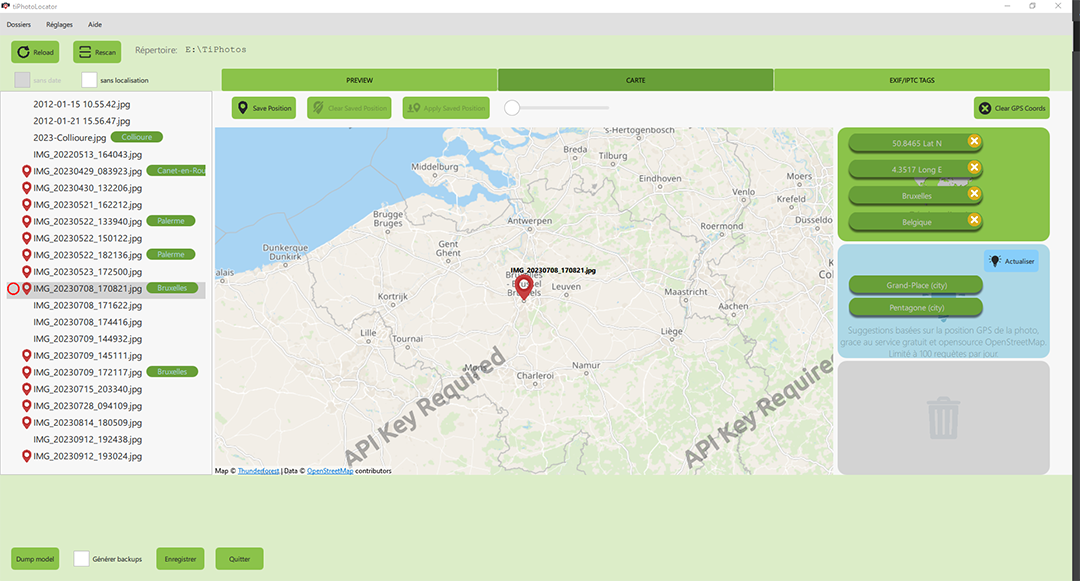 tiPhotoLocator
Dossiers Réglages Aide
Reload Rescan Répertoire: E:\TiPhotos
sans date sans localisation
PREVIEW CARTE EXIF/IPTC TAGS
Save Position Clear Saved Position Apply Saved Position Clear GPS Coords
2012-01-15 10.55.42.jpg
2012-01-21 15.56.47.jpg
2023-Collioure.jpg Collioure
IMG_20220513_164043.jpg
IMG_20230429_083923.jpg Canet-en-Rou
IMG_20230430_132206.jpg
IMG_20230521_162212.jpg
IMG_20230522_133940.jpg Palerme
IMG_20230522_150122.jpg
IMG_20230522_182136.jpg Palerme
IMG_20230523_172500.jpg
IMG_20230708_170821.jpg Bruxelles
IMG_20230708_171622.jpg
IMG_20230708_174416.jpg
IMG_20230709_144932.jpg
IMG_20230709_145111.jpg
IMG_20230709_172117.jpg Bruxelles
IMG_20230715_203340.jpg
IMG_20230728_094109.jpg
IMG_20230814_180509.jpg
IMG_20230912_192438.jpg
IMG_20230912_193024.jpg
's-Hertogenbosch
Breda
Tilburg
Middelburg
Eindhoven
Moers
Venlo
Krefeld
Brugge
Bruges
Antwerpen
Roermond
Düsseldo
Gent
Ghent
Dunkerque
Dunkirk
alais
IMG_20230708_170821.jpg
Leuven
Kortrijk
Maastricht
Aachen
Lille
Tournai
Liège
Mons
Namur
Charleroi
API Key Required
API Key Require
Map © Thunderforest | Data © OpenStreetMap contributors
50.8465 Lat N
4.3517 Long E
Bruxelles
Belgique
Actualiser
Grand-Place (city)
Pentagone (city)
Suggestions basées sur la position GPS de la photo,
grace au service gratuit et opensource OpenStreetMap.
Limité à 100 requêtes par jour.
Dump model Générer backups Enregistrer Quitter